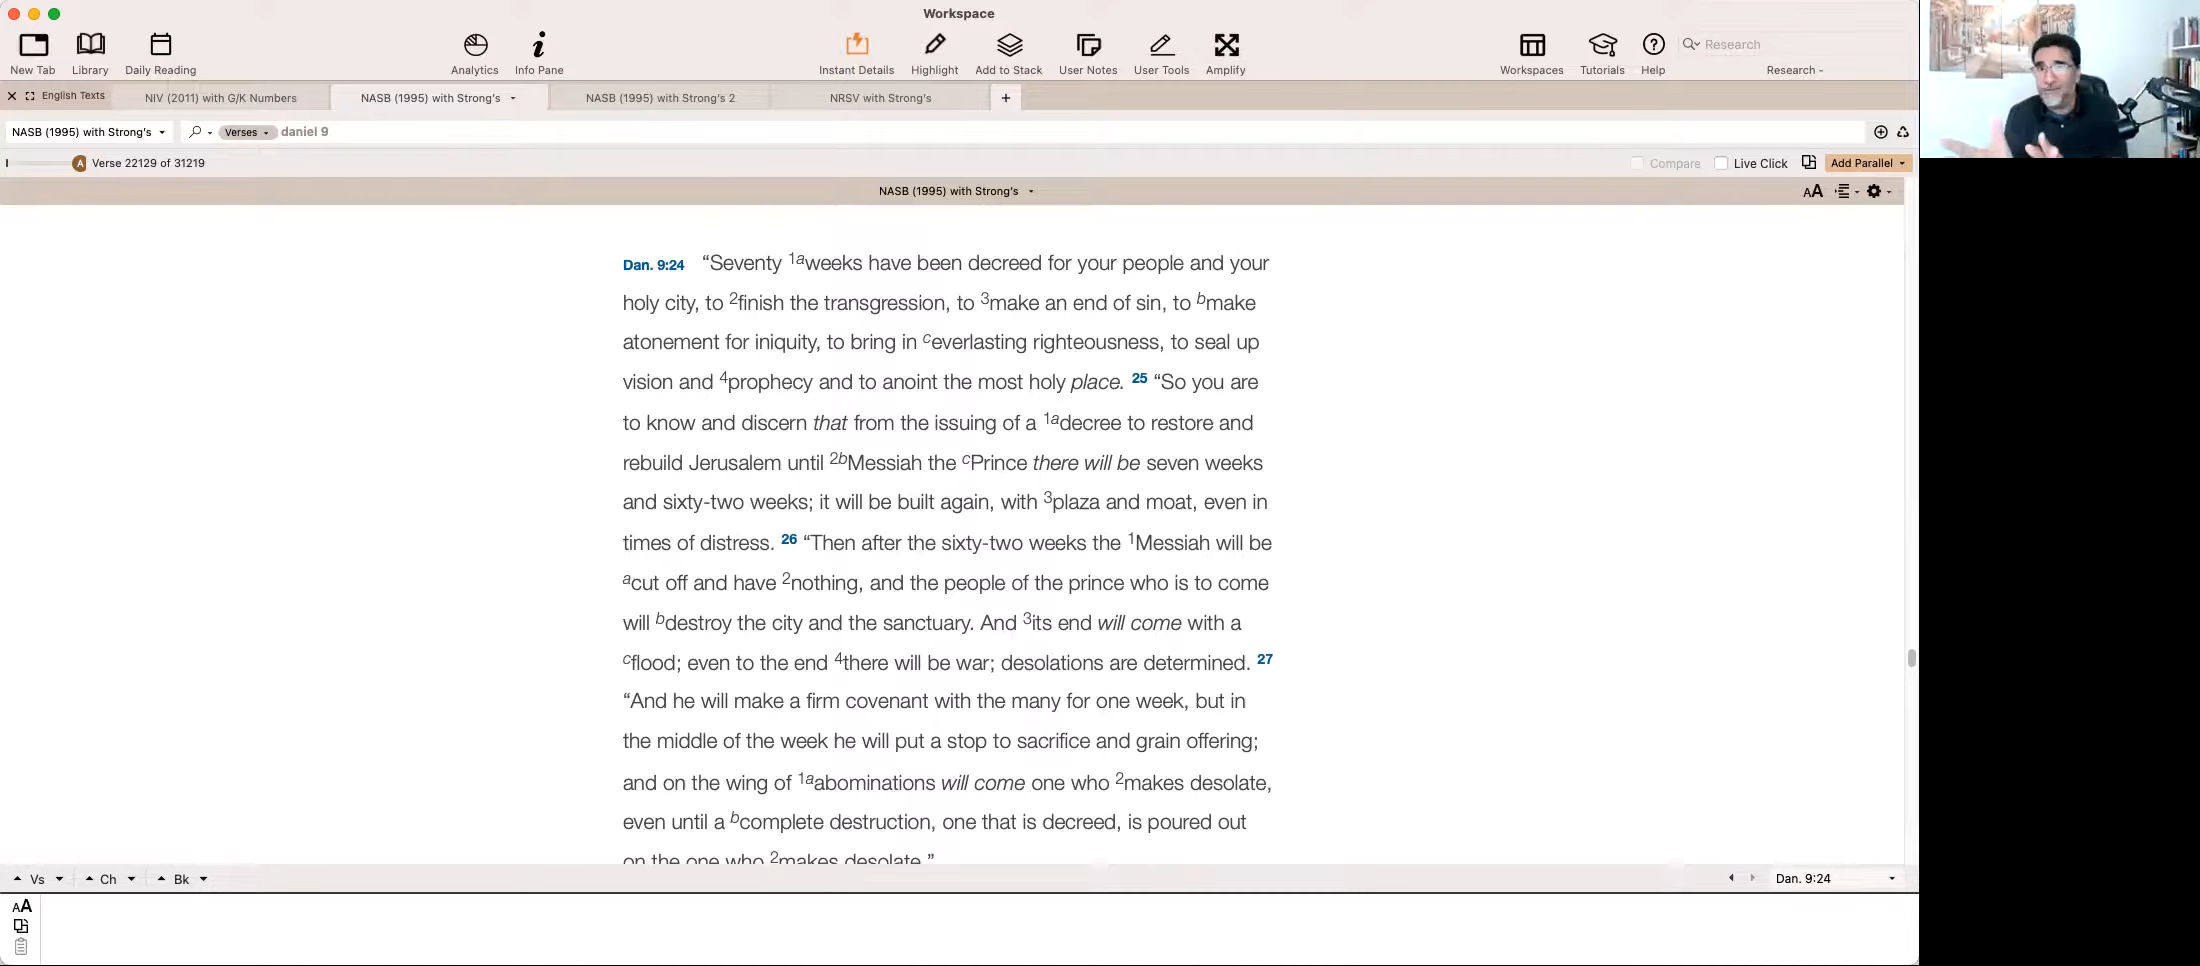 Workspace
New Tab Library Daily Reading Analytics Info Pane Instant Details Highlight Add to Stack User Notes User Tools Amplify Workspaces Tutorials Help Research
Research
English Texts NIV (2011) with G/K Numbers NASB (1995) with Strong's NASB (1995) with Strong's 2 NRSV with Strong's +
NASB (1995) with Strong's Verses daniel 9
A Verse 22129 of 31219 Compare Live Click Add Parallel
NASB (1995) with Strong's AA
Dan. 9:24 “Seventy 1aweeks have been decreed for your people and your
holy city, to 2finish the transgression, to 3make an end of sin, to bmake
atonement for iniquity, to bring in ceverlasting righteousness, to seal up
vision and 4prophecy and to anoint the most holy place. 25 “So you are
to know and discern that from the issuing of a 1adecree to restore and
rebuild Jerusalem until 2bMessiah the cPrince there will be seven weeks
and sixty-two weeks; it will be built again, with 3plaza and moat, even in
times of distress. 26 “Then after the sixty-two weeks the 1Messiah will be
acut off and have 2nothing, and the people of the prince who is to come
will bdestroy the city and the sanctuary. And 3its end will come with a
cflood; even to the end 4there will be war; desolations are determined. 27
“And he will make a firm covenant with the many for one week, but in
the middle of the week he will put a stop to sacrifice and grain offering;
and on the wing of 1aabominations will come one who 2makes desolate,
even until a bcomplete destruction, one that is decreed, is poured out
on the one who 2makes desolate.”
Vs Ch Bk Dan. 9:24
AA